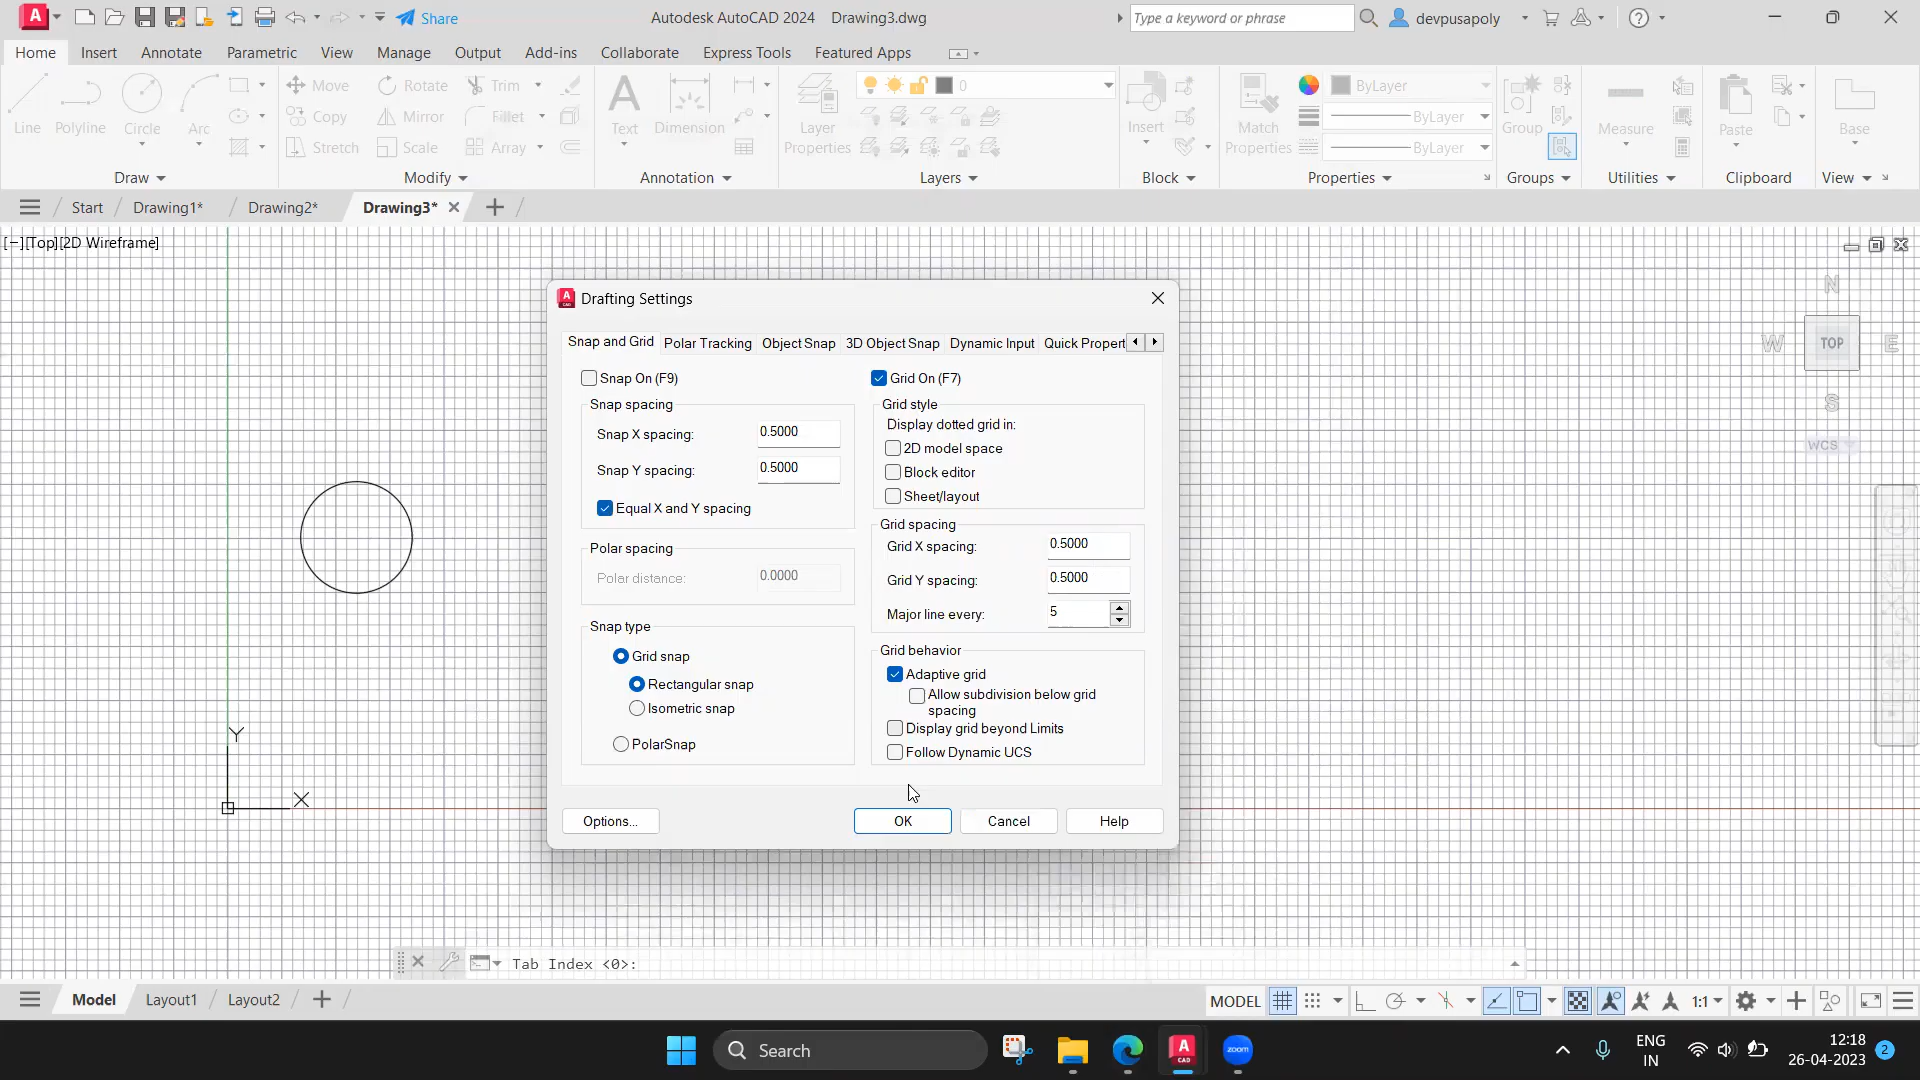 Share
Autodesk AutoCAD 2024 Drawing3.dwg
Type a keyword or phrase
devpusapoly
Home Insert Annotate Parametric View Manage Output Add-ins Collaborate Express Tools Featured Apps
Line Polyline Circle Arc
Move Rotate Trim
Copy Mirror Fillet
Stretch Scale Array
Text Dimension
Layer Properties
0
Insert
Match Properties
ByLayer
ByLayer
ByLayer
Group
Measure
Paste
Base
Draw Modify Annotation Layers Block Properties Groups Utilities Clipboard View
Start Drawing1* Drawing2* Drawing3*
[−][Top][2D Wireframe]
N
W TOP E
S
WCS
Y
X
A CAD Drafting Settings
Snap and Grid Polar Tracking Object Snap 3D Object Snap Dynamic Input Quick Propert
Snap On (F9)
Snap spacing
Snap X spacing: 0.5000
Snap Y spacing: 0.5000
Equal X and Y spacing
Polar spacing
Polar distance: 0.0000
Snap type
Grid snap
Rectangular snap
Isometric snap
PolarSnap
Grid On (F7)
Grid style
Display dotted grid in:
2D model space
Block editor
Sheet/layout
Grid spacing
Grid X spacing: 0.5000
Grid Y spacing: 0.5000
Major line every: 5
Grid behavior
Adaptive grid
Allow subdivision below grid
spacing
Display grid beyond Limits
Follow Dynamic UCS
Options... OK Cancel Help
Tab Index <0>:
Model Layout1 Layout2
MODEL 1:1
Search
A CAD
zoom
ENG
IN
12:18
26-04-2023
2